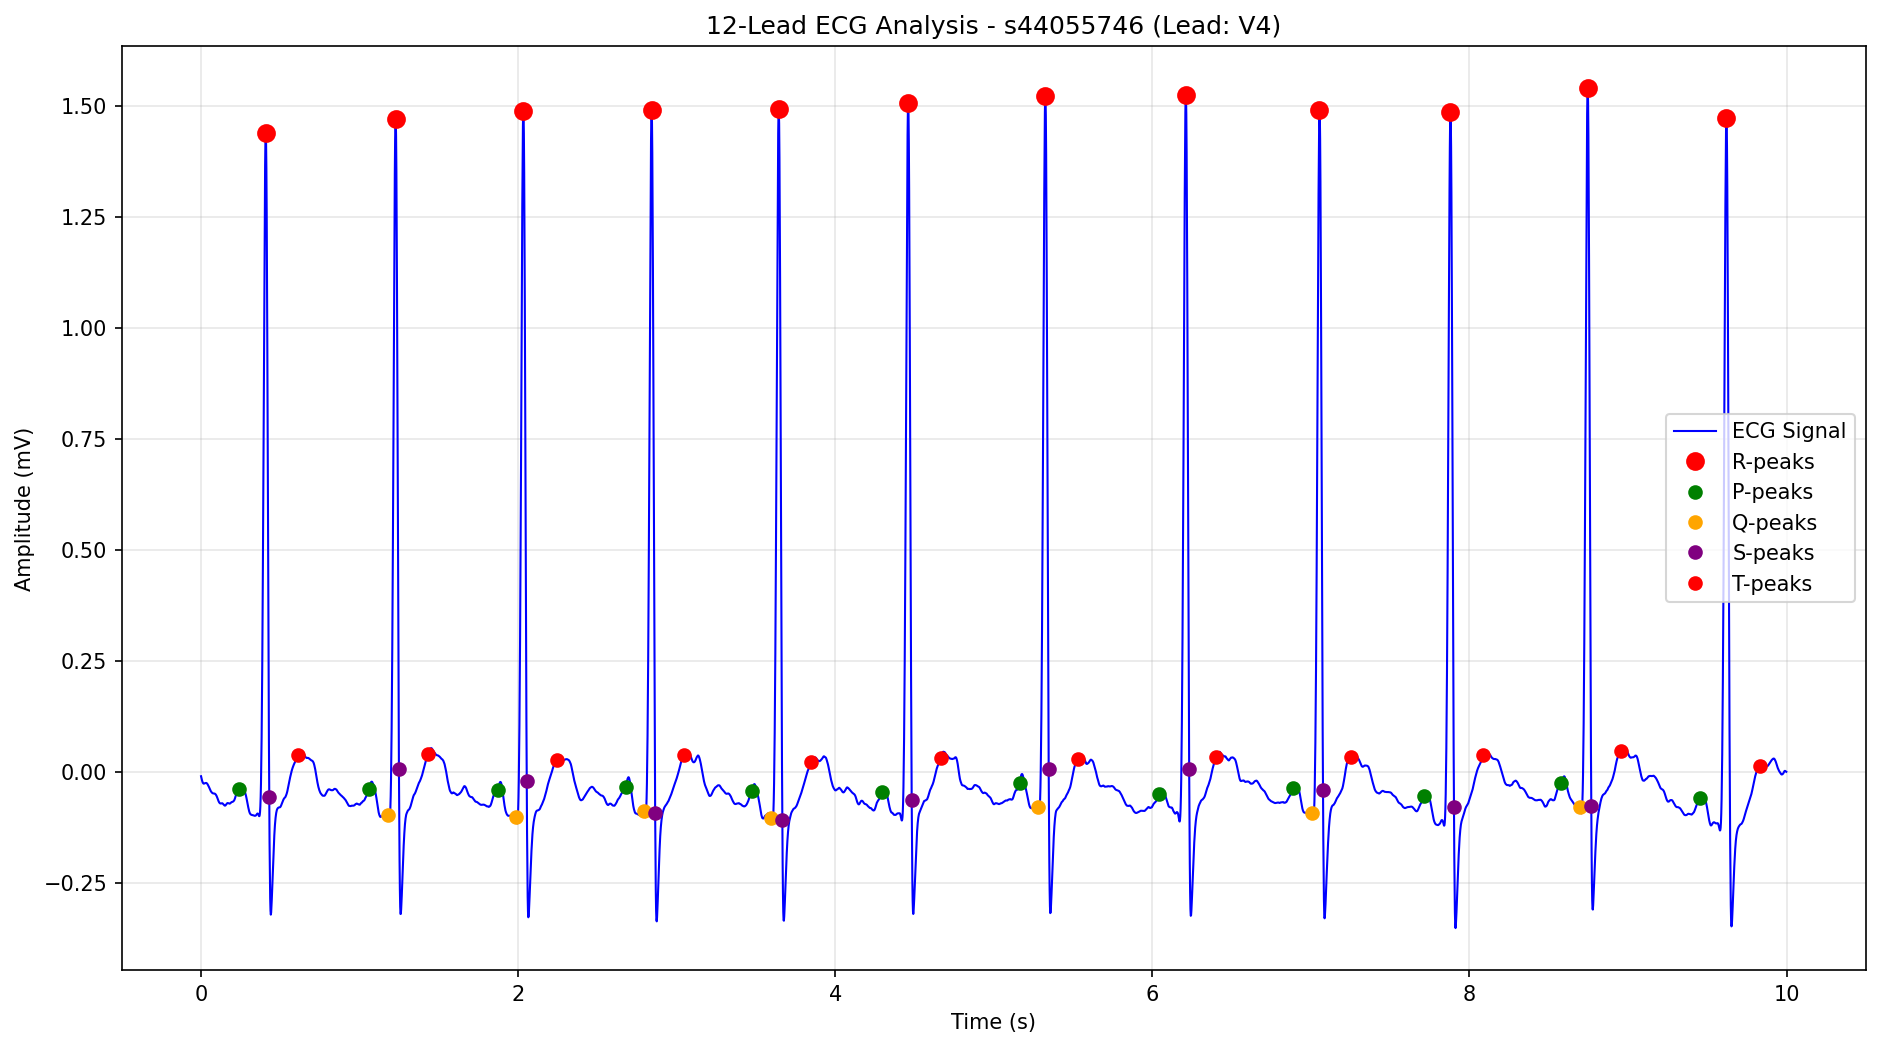 12-Lead ECG Analysis - s44055746 (Lead: V4)
Amplitude (mV)
1.50
1.25
1.00
0.75
0.50
0.25
0.00
−0.25
ECG Signal
R-peaks
P-peaks
Q-peaks
S-peaks
T-peaks
0 2 4 6 8 10
Time (s)